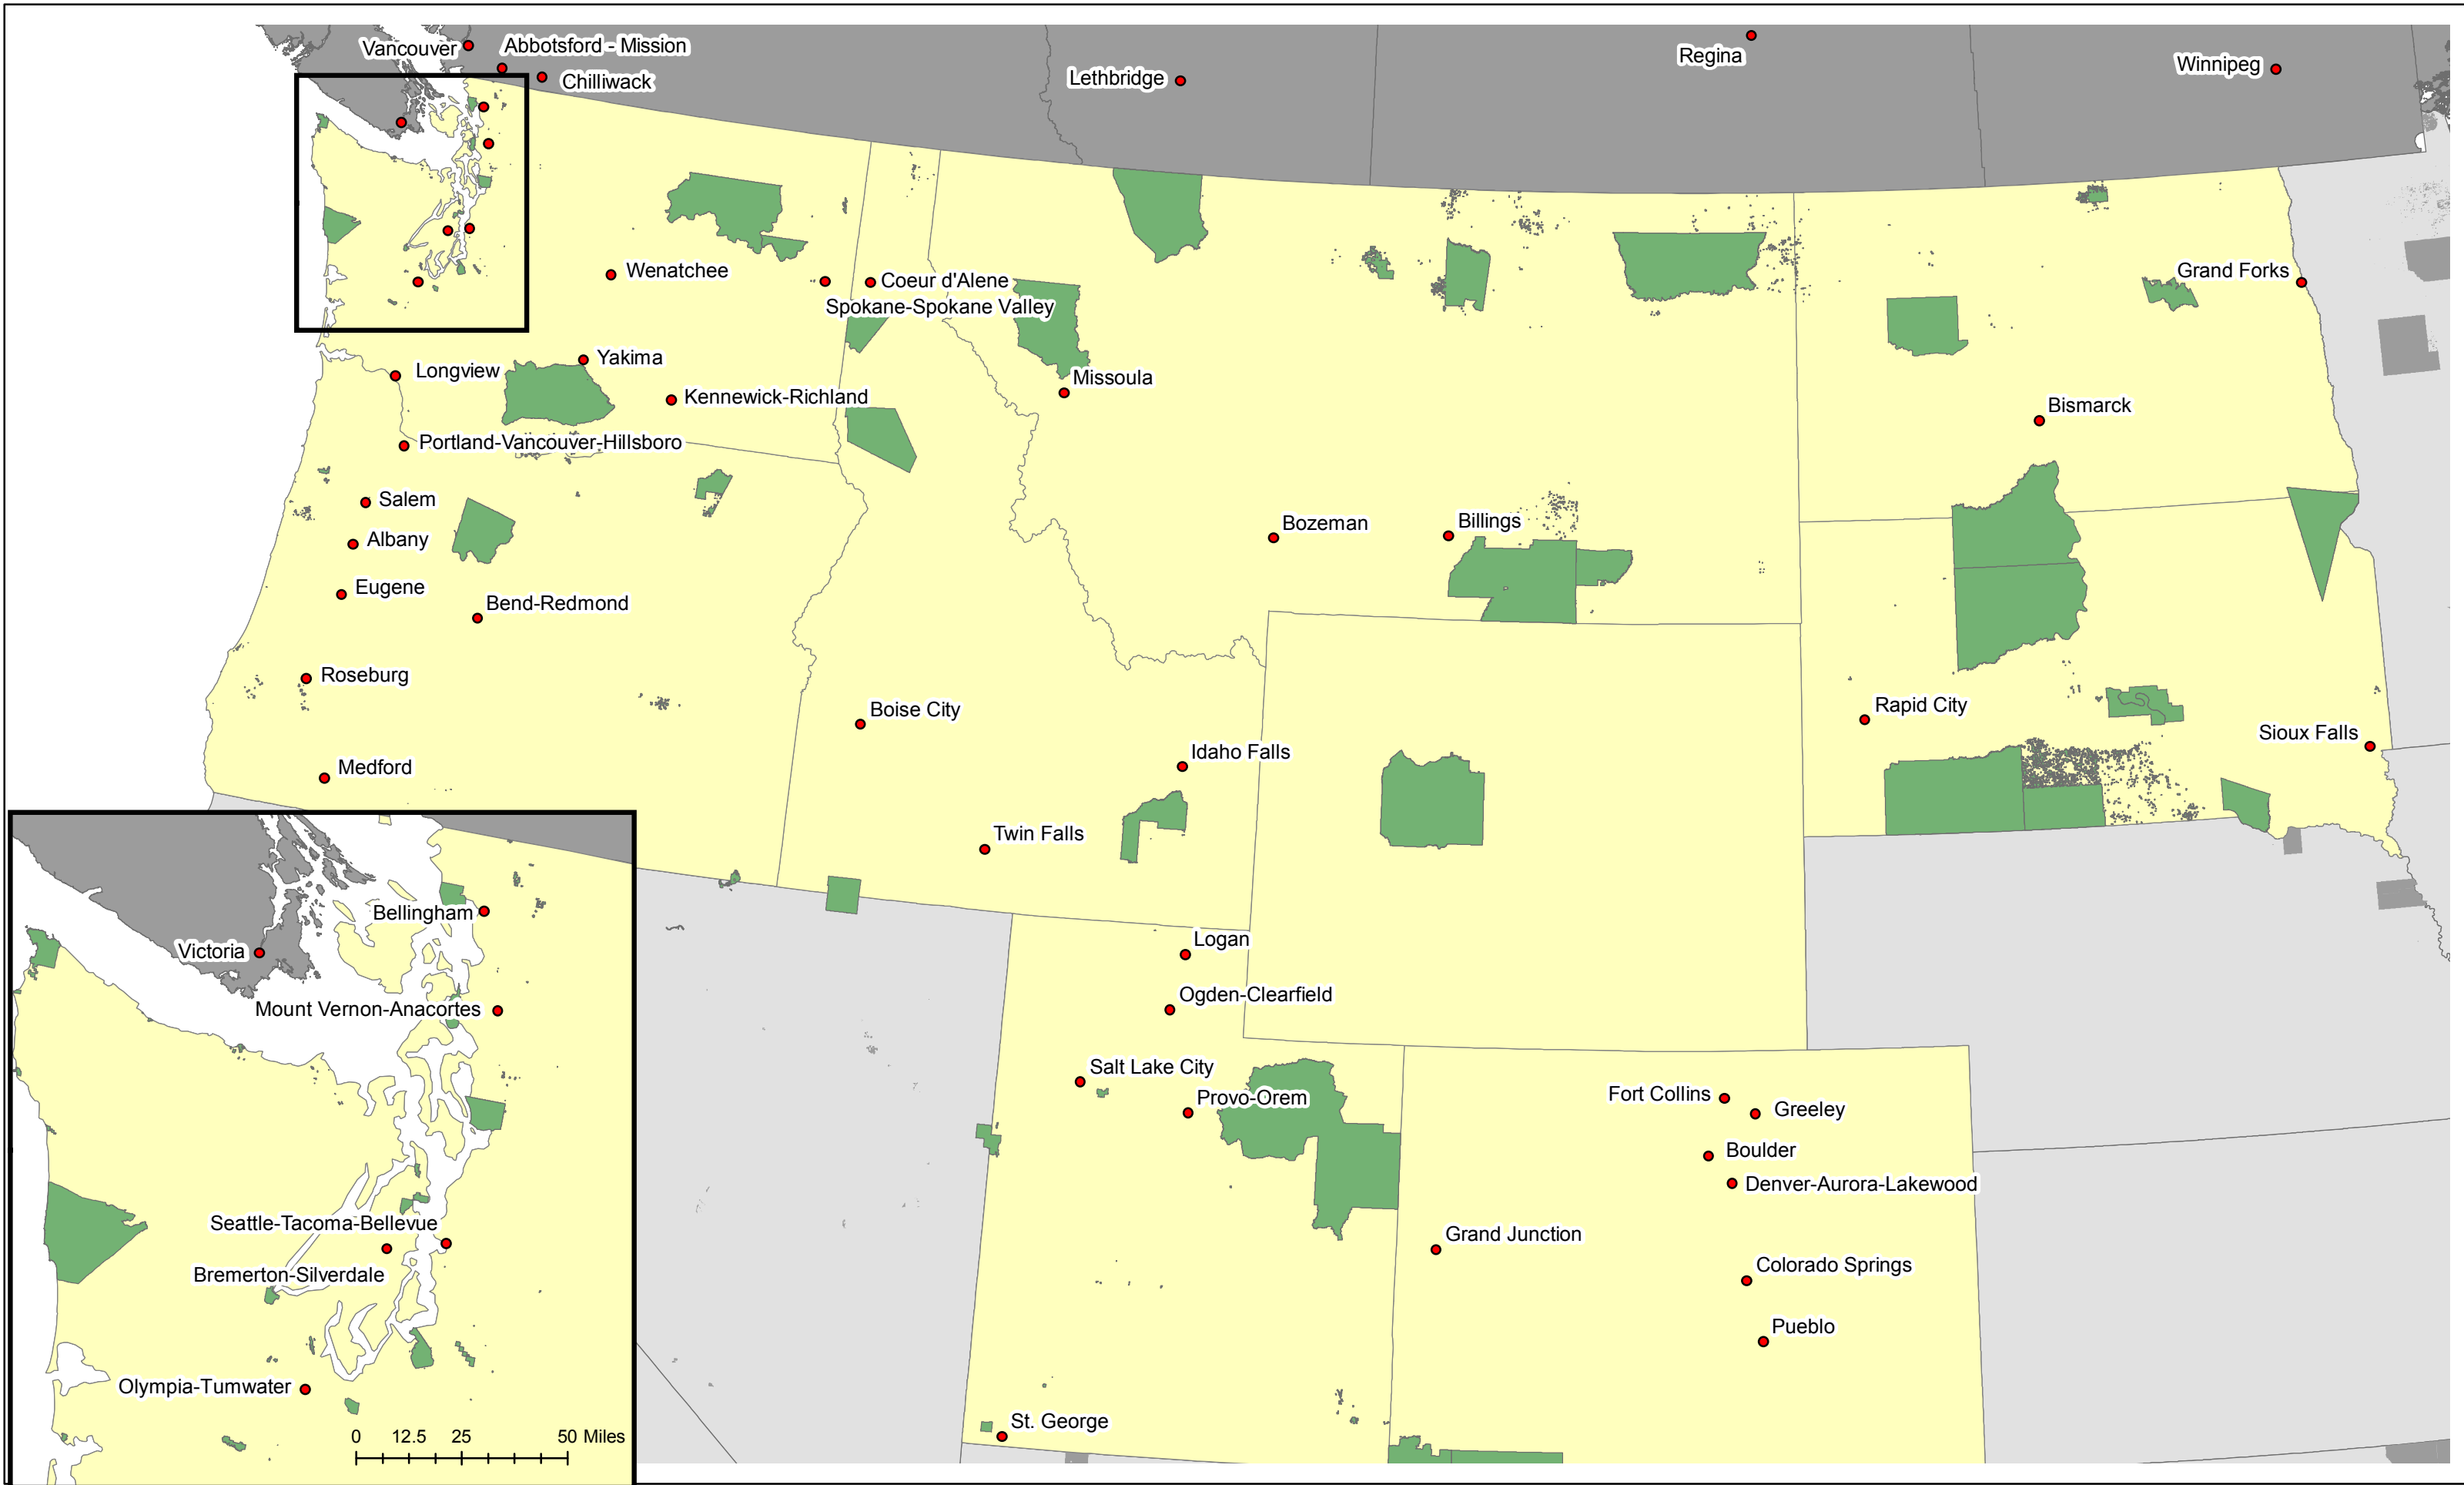 Vancouver
Abbotsford - Mission
Chilliwack
Lethbridge
Regina
Winnipeg
Wenatchee
Coeur d'Alene
Spokane-Spokane Valley
Grand Forks
Longview
Yakima
Kennewick-Richland
Missoula
Bismarck
Portland-Vancouver-Hillsboro
Salem
Albany
Eugene
Bend-Redmond
Bozeman
Billings
Roseburg
Boise City
Rapid City
Sioux Falls
Medford
Idaho Falls
Twin Falls
Bellingham
Victoria
Mount Vernon-Anacortes
Logan
Ogden-Clearfield
Salt Lake City
Provo-Orem
Fort Collins
Greeley
Boulder
Denver-Aurora-Lakewood
Seattle-Tacoma-Bellevue
Grand Junction
Bremerton-Silverdale
Colorado Springs
Pueblo
Olympia-Tumwater
St. George
0 12.5 25 50 Miles